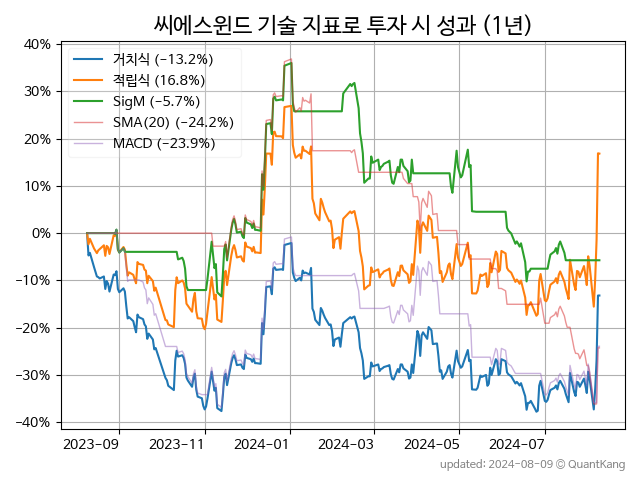 씨에스윈드 기술 지표로 투자 시 성과 (1년)
40%
30%
20%
10%
0%
−10%
−20%
−30%
−40%
거치식 (−13.2%)
적립식 (16.8%)
SigM (−5.7%)
SMA(20) (−24.2%)
MACD (−23.9%)
2023-09 2023-11 2024-01 2024-03 2024-05 2024-07
updated: 2024-08-09 © QuantKang